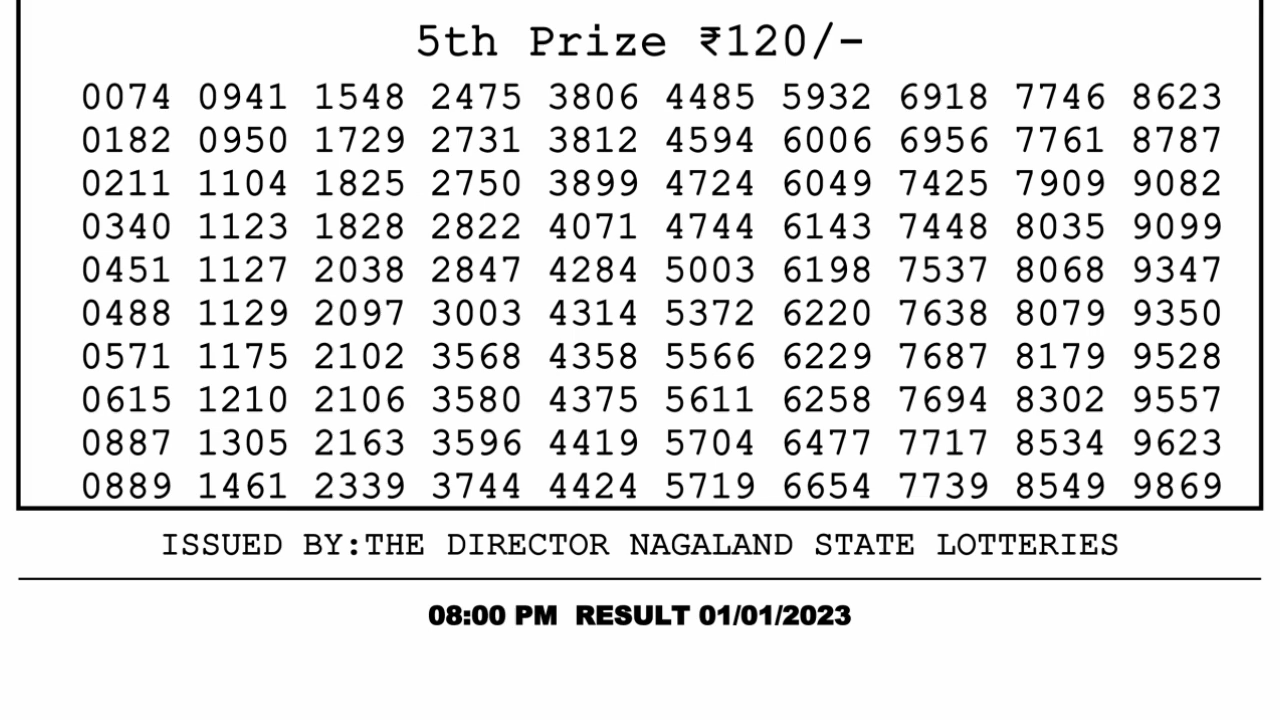 5th Prize ₹120/-
0074 0941 1548 2475 3806 4485 5932 6918 7746 8623
0182 0950 1729 2731 3812 4594 6006 6956 7761 8787
0211 1104 1825 2750 3899 4724 6049 7425 7909 9082
0340 1123 1828 2822 4071 4744 6143 7448 8035 9099
0451 1127 2038 2847 4284 5003 6198 7537 8068 9347
0488 1129 2097 3003 4314 5372 6220 7638 8079 9350
0571 1175 2102 3568 4358 5566 6229 7687 8179 9528
0615 1210 2106 3580 4375 5611 6258 7694 8302 9557
0887 1305 2163 3596 4419 5704 6477 7717 8534 9623
0889 1461 2339 3744 4424 5719 6654 7739 8549 9869
ISSUED BY:THE DIRECTOR NAGALAND STATE LOTTERIES
08:00 PM RESULT 01/01/2023